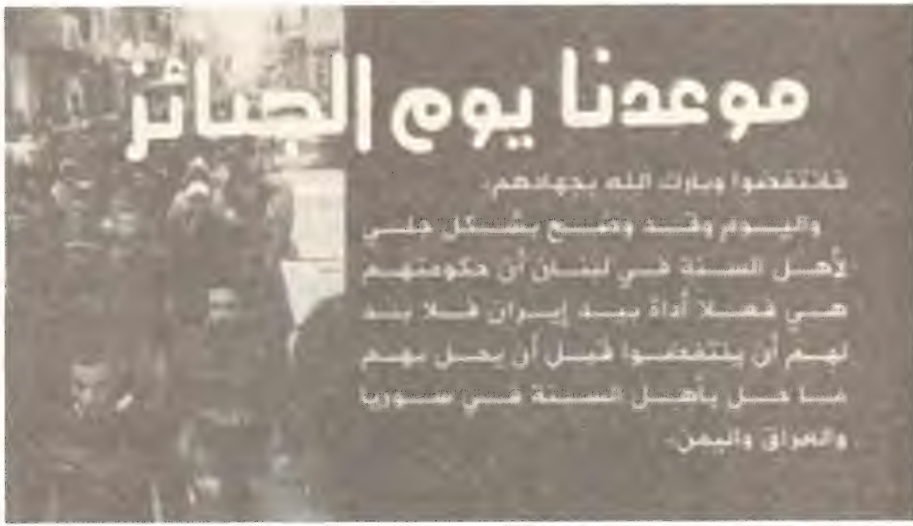 موعدنا يوم الجنائز
فانتفضوا وبارك الله بجهادهم،
واليوم وقد وضح بشكل جلي
لأهل السنة في لبنان أن حكومتهم
هي فعلا أداة بيد إيران فلا بد
لهم أن ينتفضوا قبل أن يحل بهم
ما حل بأهل السنة في سوريا
والعراق واليمن.